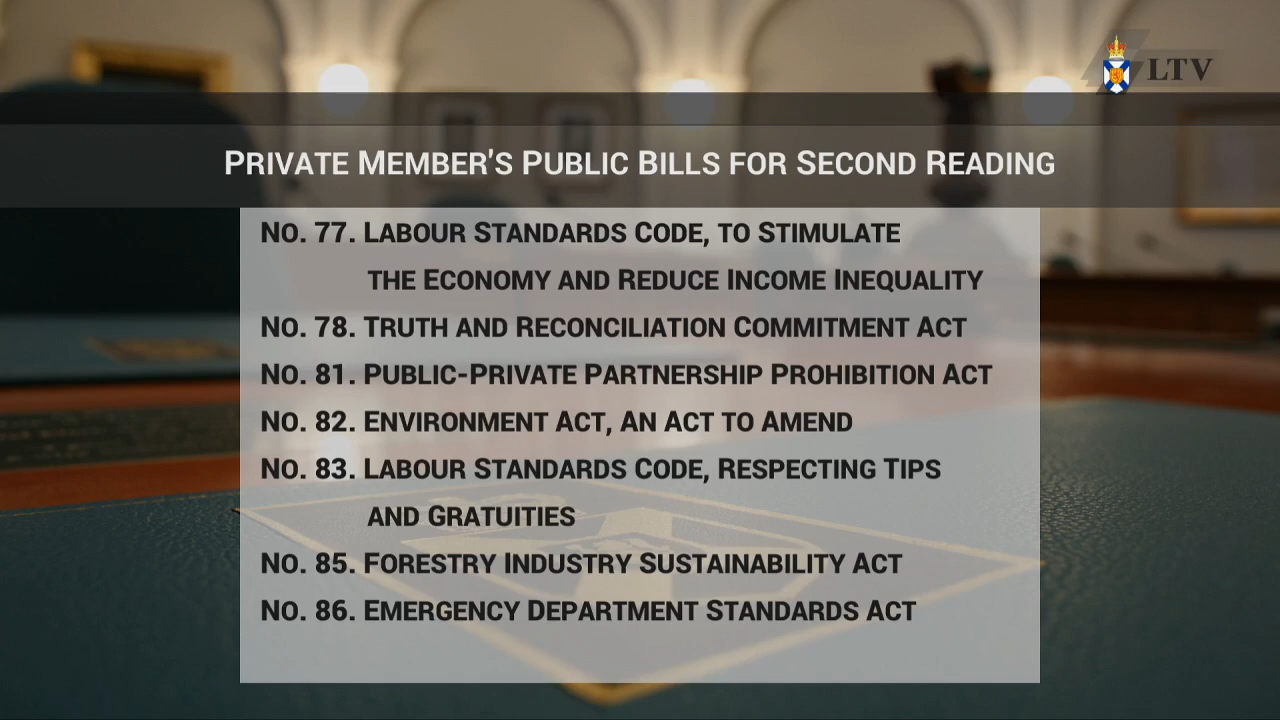 LTV
PRIVATE MEMBER'S PUBLIC BILLS FOR SECOND READING
NO. 77. LABOUR STANDARDS CODE, TO STIMULATE
THE ECONOMY AND REDUCE INCOME INEQUALITY
NO. 78. TRUTH AND RECONCILIATION COMMITMENT ACT
NO. 81. PUBLIC-PRIVATE PARTNERSHIP PROHIBITION ACT
NO. 82. ENVIRONMENT ACT, AN ACT TO AMEND
NO. 83. LABOUR STANDARDS CODE, RESPECTING TIPS
AND GRATUITIES
NO. 85. FORESTRY INDUSTRY SUSTAINABILITY ACT
NO. 86. EMERGENCY DEPARTMENT STANDARDS ACT